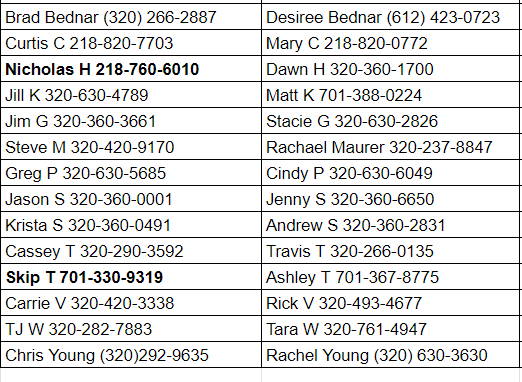 Brad Bednar (320) 266-2887 Desiree Bednar (612) 423-0723
Curtis C 218-820-7703 Mary C 218-820-0772
Nicholas H 218-760-6010 Dawn H 320-360-1700
Jill K 320-630-4789 Matt K 701-388-0224
Jim G 320-360-3661 Stacie G 320-630-2826
Steve M 320-420-9170 Rachael Maurer 320-237-8847
Greg P 320-630-5685 Cindy P 320-630-6049
Jason S 320-360-0001 Jenny S 320-360-6650
Krista S 320-360-0491 Andrew S 320-360-2831
Cassey T 320-290-3592 Travis T 320-266-0135
Skip T 701-330-9319 Ashley T 701-367-8775
Carrie V 320-420-3338 Rick V 320-493-4677
TJ W 320-282-7883 Tara W 320-761-4947
Chris Young (320)292-9635 Rachel Young (320) 630-3630